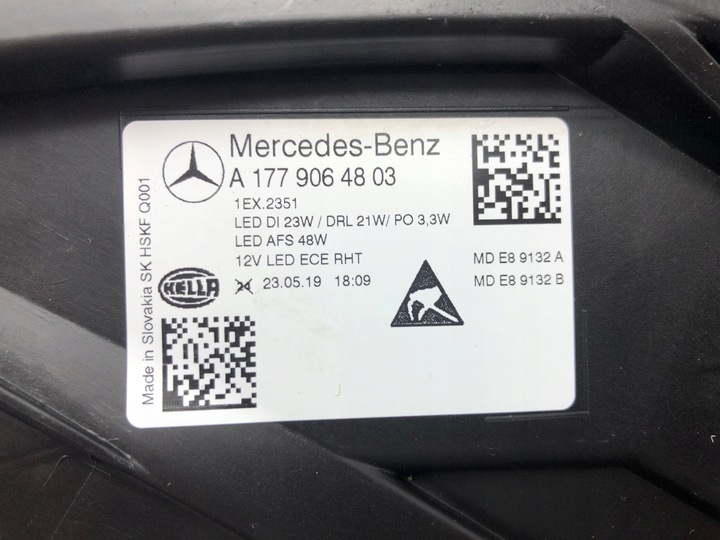 Mercedes-Benz
A 177 906 48 03
1EX.2351
LED DI 23W / DRL 21W/ PO 3,3W
LED AFS 48W
12V LED ECE RHT
MD E8 9132 A
HELLA
24 23.05.19 18:09
MD E8 9132 B
Made in Slovakia SK HSKF Q001